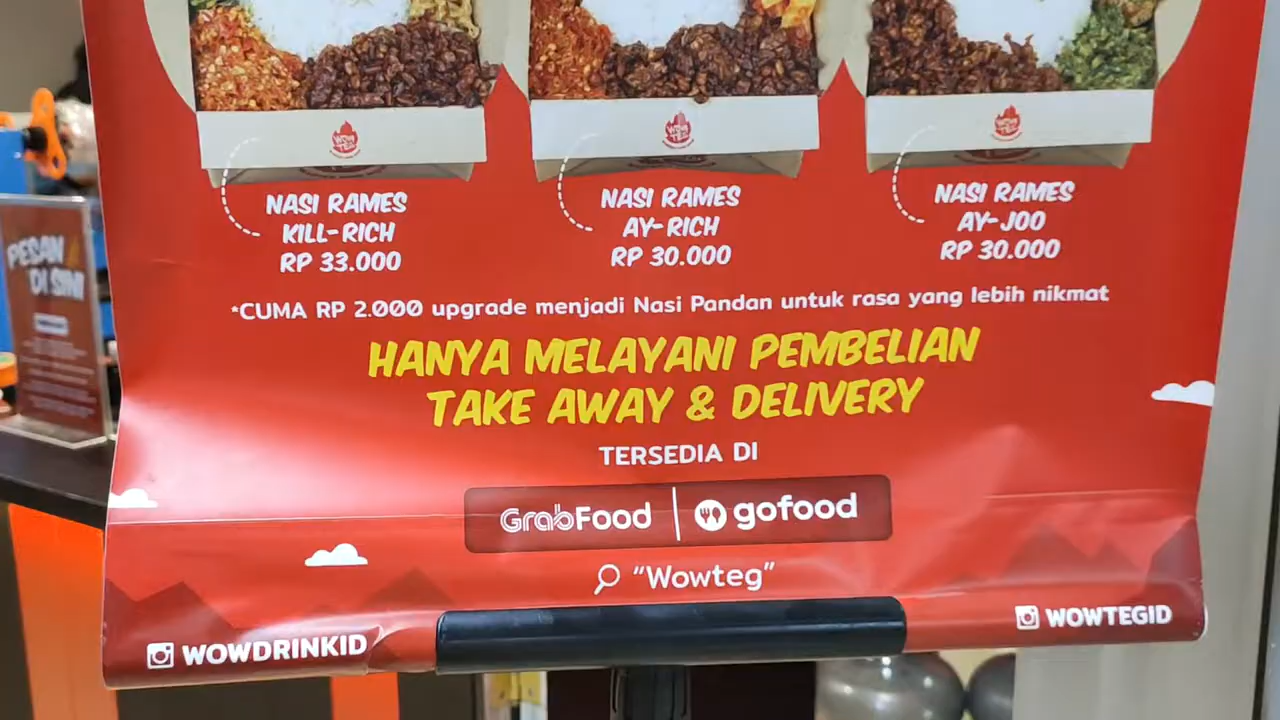 NASI RAMES
KILL-RICH
RP 33.000
NASI RAMES
AY-RICH
RP 30.000
NASI RAMES
AY-JOO
RP 30.000
*CUMA RP 2.000 upgrade menjadi Nasi Pandan untuk rasa yang lebih nikmat
HANYA MELAYANI PEMBELIAN
TAKE AWAY & DELIVERY
TERSEDIA DI
GrabFood | gofood
"Wowteg"
WOWDRINKID
WOWTEGID
PESAN
DI SINI